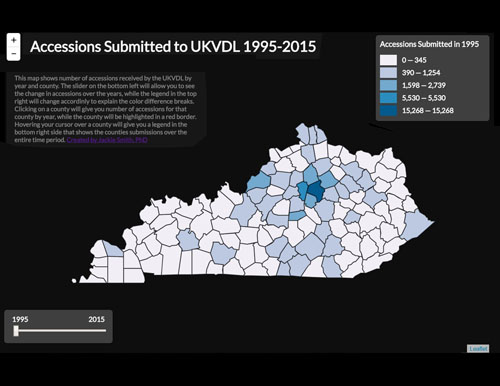 +
−
Accessions Submitted to UKVDL 1995-2015
This map shows number of accessions received by the UKVDL by
year and county. The slider on the bottom left will allow you to see
the change in accessions over the years, while the legend in the top
right will change accordinly to explain the color difference breaks.
Clicking on a county will give you number of accessions for that
county by year, while the county will be highlighted in a red border.
Hovering your cursor over a county will give you a legend in the
bottom right side that shows the counties submissions over the
entire time period. Created by Jackie Smith, PhD
Accessions Submitted in 1995
0 — 345
390 — 1,254
1,598 — 2,739
5,530 — 5,530
15,268 — 15,268
1995 2015
Leaflet